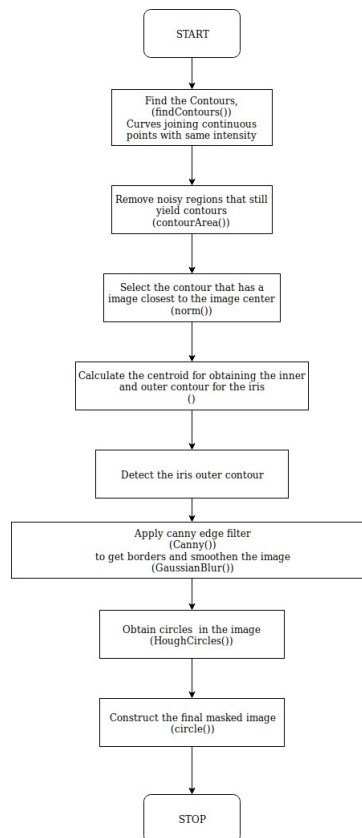 START
Find the Contours,
(findContours())
Curves joining continuous
points with same intensity
Remove noisy regions that still
yield contours
(contourArea())
Select the contour that has a
image closest to the image center
(norm())
Calculate the centroid for obtaining the inner
and outer contour for the iris
()
Detect the iris outer contour
Apply canny edge filter
(Canny())
to get borders and smoothen the image
(GaussianBlur())
Obtain circles in the image
(HoughCircles())
Construct the final masked image
(circle())
STOP